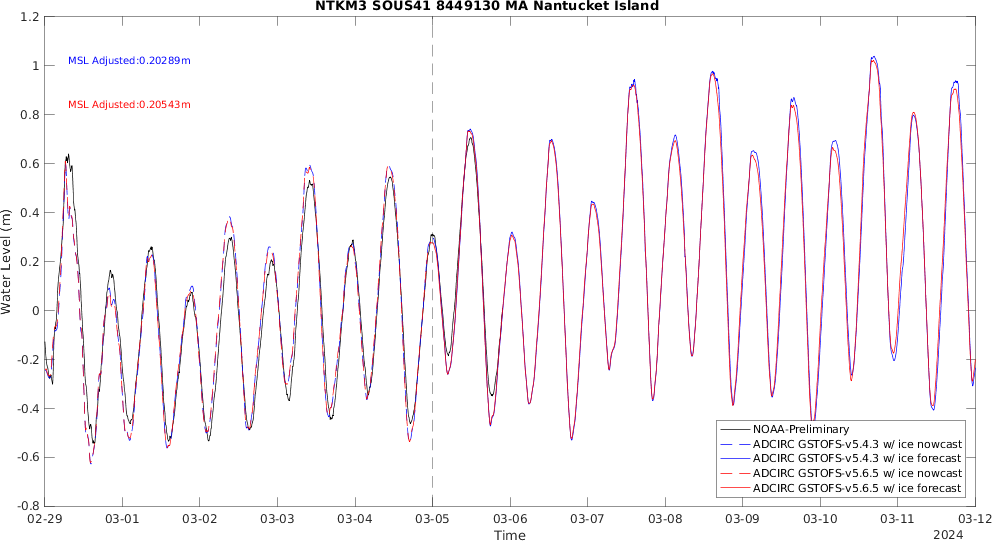 NTKM3 SOUS41 8449130 MA Nantucket Island
MSL Adjusted:0.20289m
MSL Adjusted:0.20543m
Water Level (m)
1.2
1
0.8
0.6
0.4
0.2
0
-0.2
-0.4
-0.6
-0.8
NOAA-Preliminary
ADCIRC GSTOFS-v5.4.3 w/ ice nowcast
ADCIRC GSTOFS-v5.4.3 w/ ice forecast
ADCIRC GSTOFS-v5.6.5 w/ ice nowcast
ADCIRC GSTOFS-v5.6.5 w/ ice forecast
02-29 03-01 03-02 03-03 03-04 03-05 03-06 03-07 03-08 03-09 03-10 03-11 03-12
Time
2024